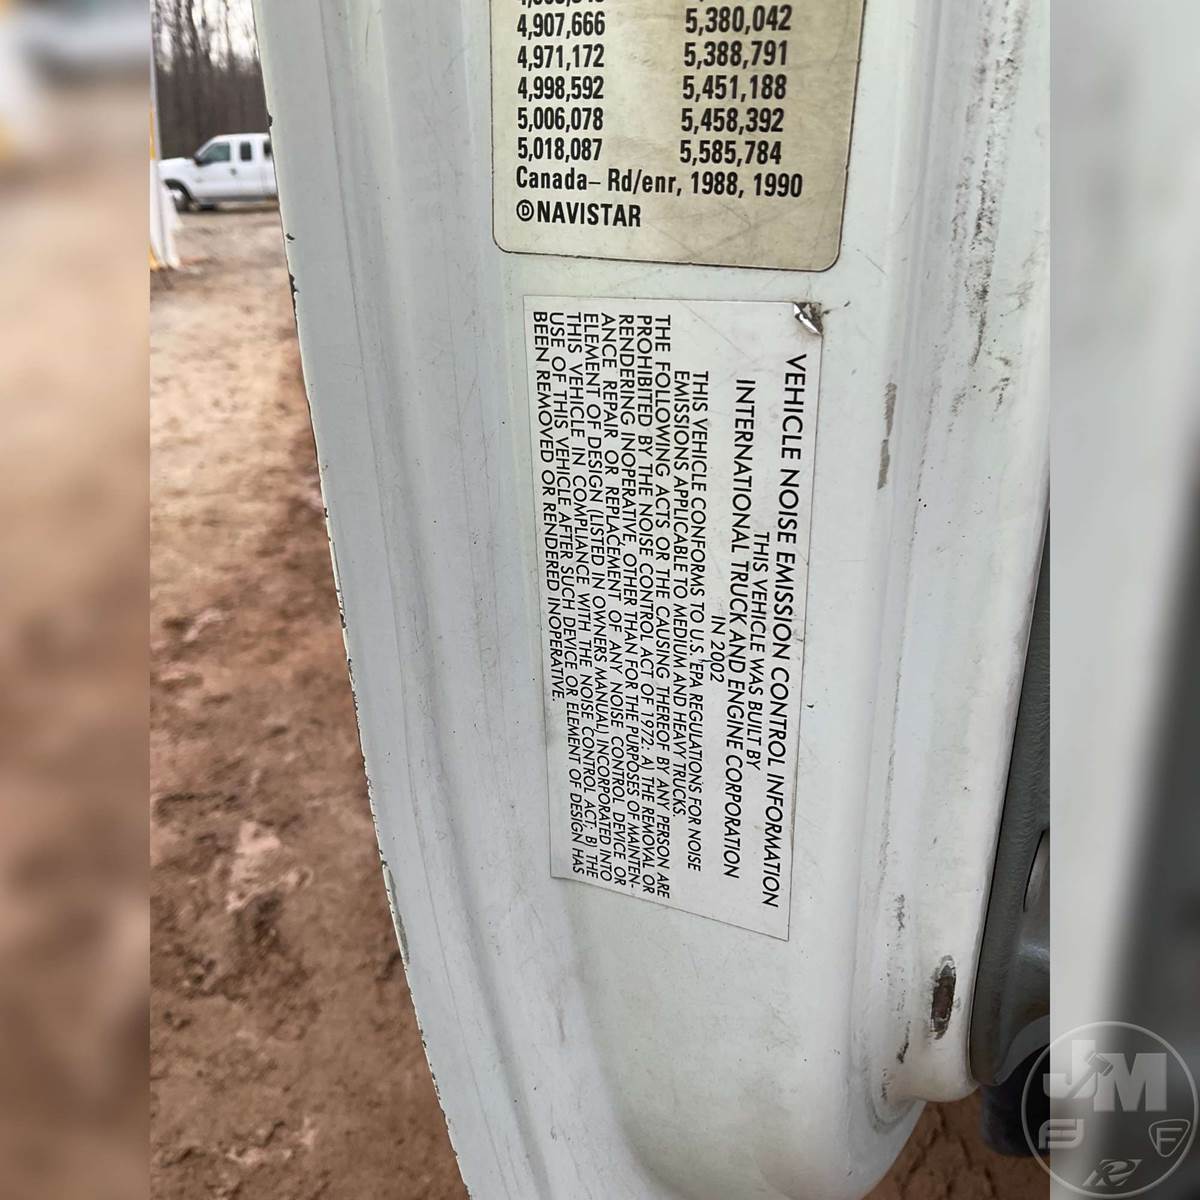 4,907,666 5,380,042
4,971,172 5,388,791
4,998,592 5,451,188
5,006,078 5,458,392
5,018,087 5,585,784
Canada– Rd/enr, 1988, 1990
NAVISTAR
VEHICLE NOISE EMISSION CONTROL INFORMATION
THIS VEHICLE WAS BUILT BY
INTERNATIONAL TRUCK AND ENGINE CORPORATION
IN 2002
THIS VEHICLE CONFORMS TO U.S. EPA REGULATIONS FOR NOISE
EMISSIONS APPLICABLE TO MEDIUM AND HEAVY TRUCKS.
THE FOLLOWING ACTS OR THE CAUSING THEREOF BY ANY PERSON ARE
PROHIBITED BY THE NOISE CONTROL ACT OF 1972: A) THE REMOVAL OR
RENDERING INOPERATIVE, OTHER THAN FOR THE PURPOSES OF MAINTEN-
ANCE REPAIR OR REPLACEMENT OF ANY NOISE CONTROL DEVICE OR
ELEMENT OF DESIGN (LISTED IN OWNERS MANUAL) INCORPORATED INTO
THIS VEHICLE IN COMPLIANCE WITH THE NOISE CONTROL ACT; B) THE
USE OF THIS VEHICLE AFTER SUCH DEVICE OR ELEMENT OF DESIGN HAS
BEEN REMOVED OR RENDERED INOPERATIVE.
JM
F F
R